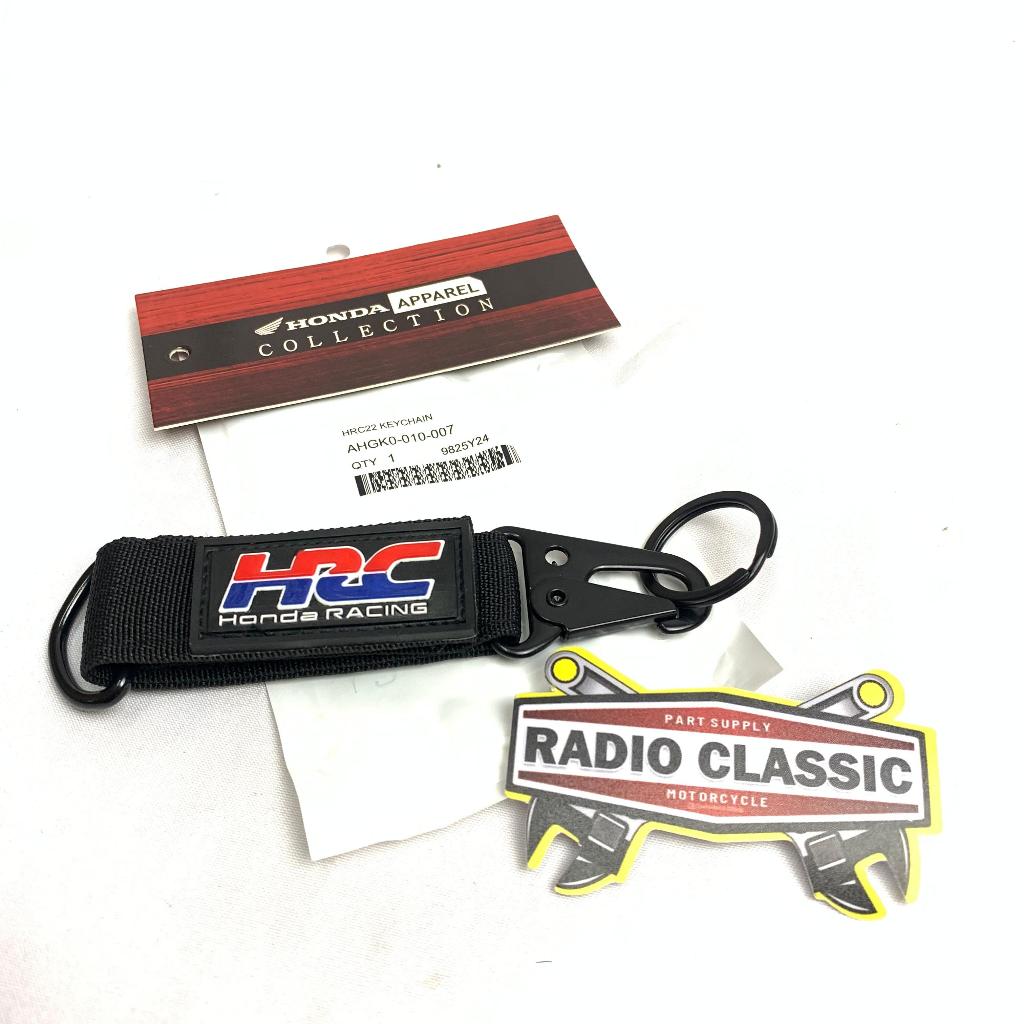 HONDA APPAREL
COLLECTION
HRC22 KEYCHAIN
AHGK0-010-007
QTY 1 9825Y24
HRC
Honda RACING
PART SUPPLY
RADIO CLASSIC
MOTORCYCLE